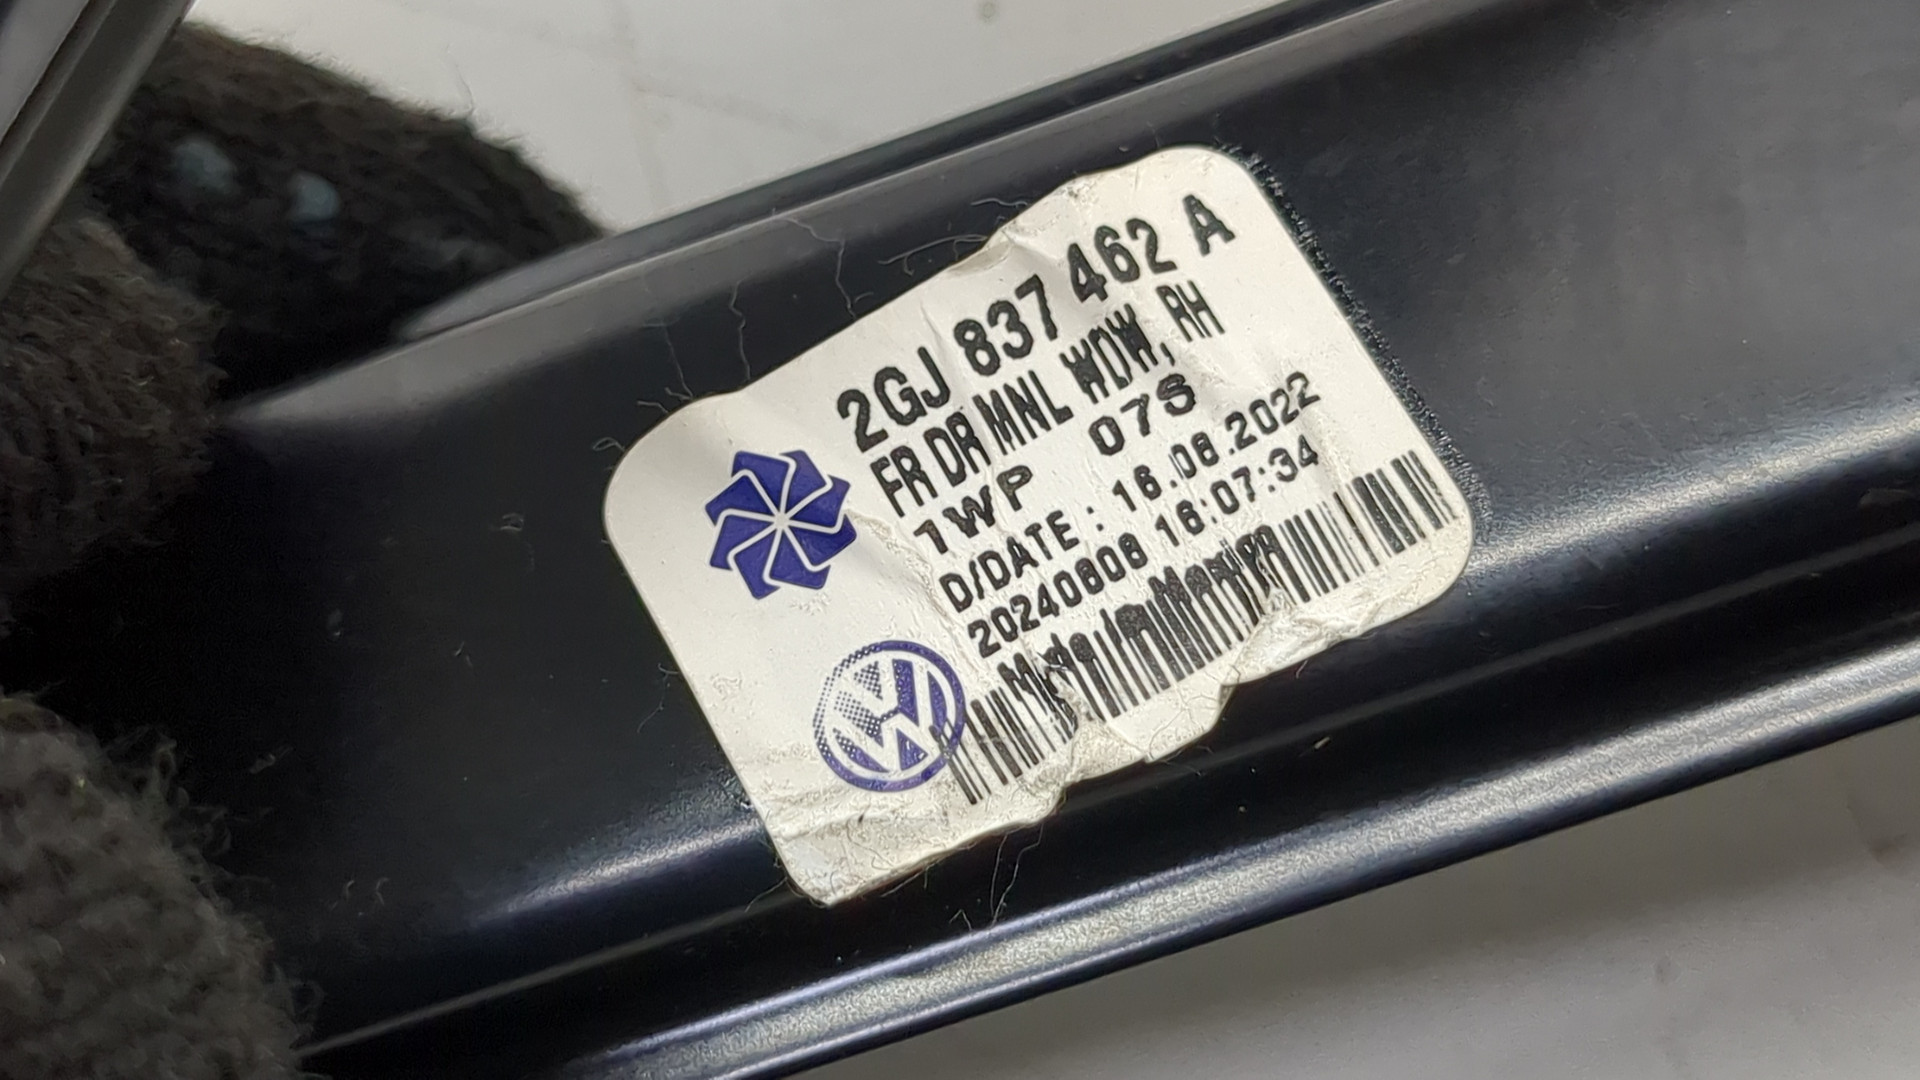 2GJ 837 462 A
FR DR MNL WDW, RH
1WP 07S
D/DATE : 16.08.2022
20240808 16:07:34